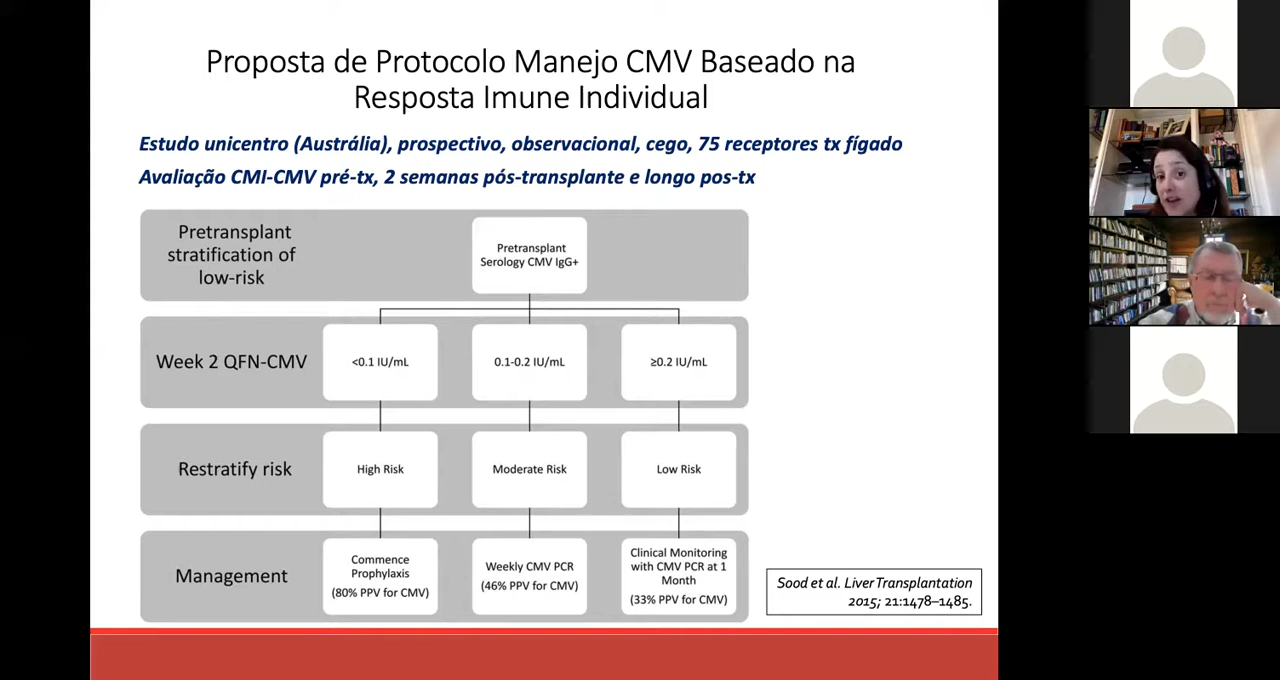 Proposta de Protocolo Manejo CMV Baseado na
Resposta Imune Individual
Estudo unicentro (Austrália), prospectivo, observacional, cego, 75 receptores tx fígado
Avaliação CMI-CMV pré-tx, 2 semanas pós-transplante e longo pos-tx
Pretransplant
stratification of
low-risk
Pretransplant
Serology CMV IgG+
Week 2 QFN-CMV
<0.1 IU/mL
0.1-0.2 IU/mL
≥0.2 IU/mL
Restratify risk
High Risk
Moderate Risk
Low Risk
Management
Commence
Prophylaxis
(80% PPV for CMV)
Weekly CMV PCR
(46% PPV for CMV)
Clinical Monitoring
with CMV PCR at 1
Month
(33% PPV for CMV)
Sood et al. Liver Transplantation
2015; 21:1478–1485.